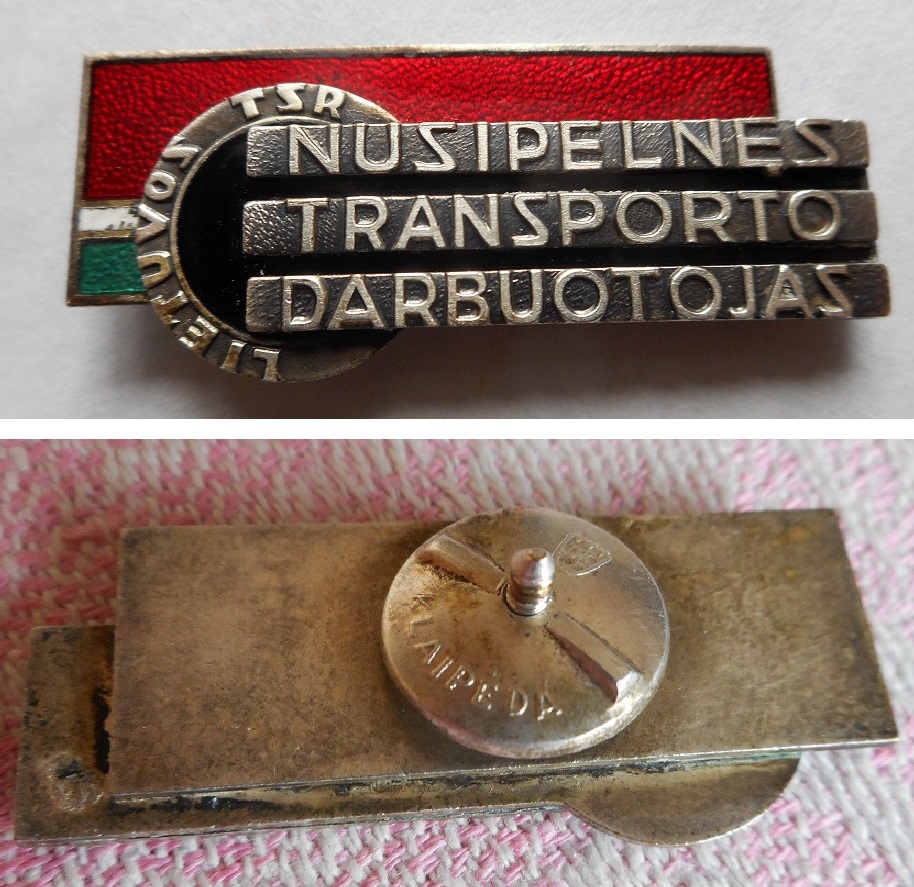 LIETUVOS TSR
NUSIPELNĘS
TRANSPORTO
DARBUOTOJAS
KLAIPĖDA